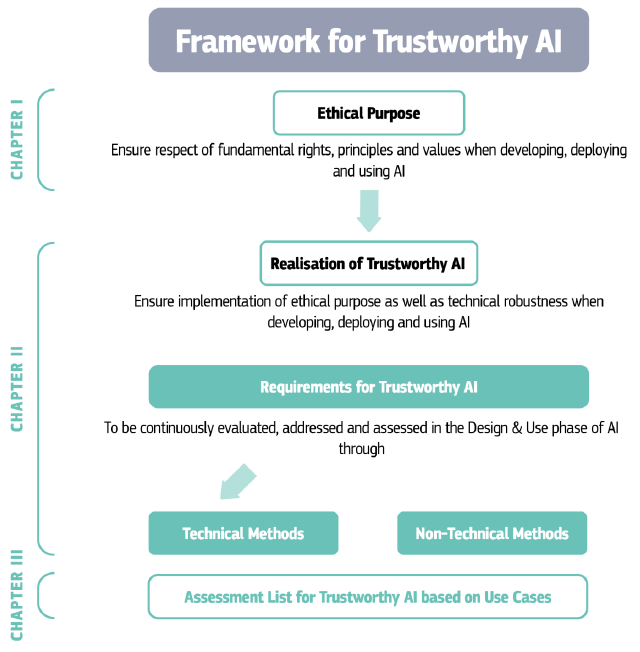 Framework for Trustworthy AI
CHAPTER I
Ethical Purpose
Ensure respect of fundamental rights, principles and values when developing, deploying
and using AI
CHAPTER II
Realisation of Trustworthy AI
Ensure implementation of ethical purpose as well as technical robustness when
developing, deploying and using AI
Requirements for Trustworthy AI
To be continuously evaluated, addressed and assessed in the Design & Use phase of AI
through
Technical Methods
Non-Technical Methods
CHAPTER III
Assessment List for Trustworthy AI based on Use Cases